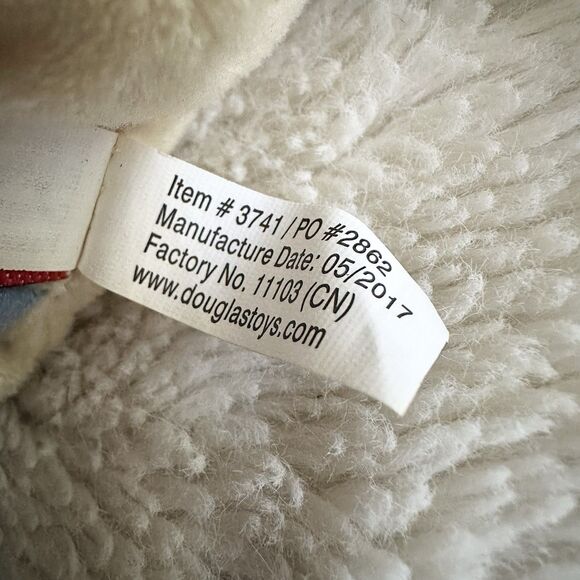 Item # 3741 / PO #2862
Manufacture Date: 05/2017
Factory No. 11103 (CN)
www.douglastoys.com